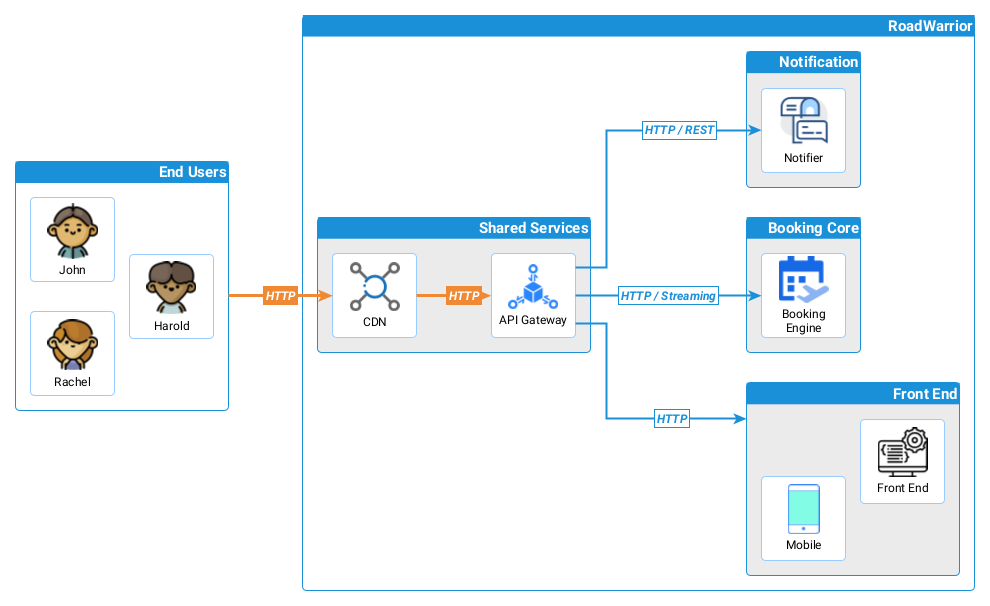 RoadWarrior
End Users
John
Harold
Rachel
HTTP
Shared Services
CDN
HTTP
API Gateway
HTTP / REST
HTTP / Streaming
HTTP
Notification
Notifier
Booking Core
Booking
Engine
Front End
Front End
Mobile